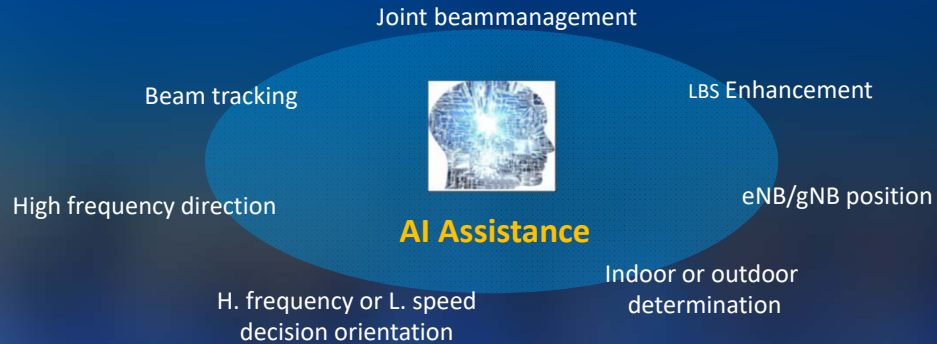 Joint beammanagement
Beam tracking
LBS Enhancement
High frequency direction
eNB/gNB position
AI Assistance
Indoor or outdoor
determination
H. frequency or L. speed
decision orientation